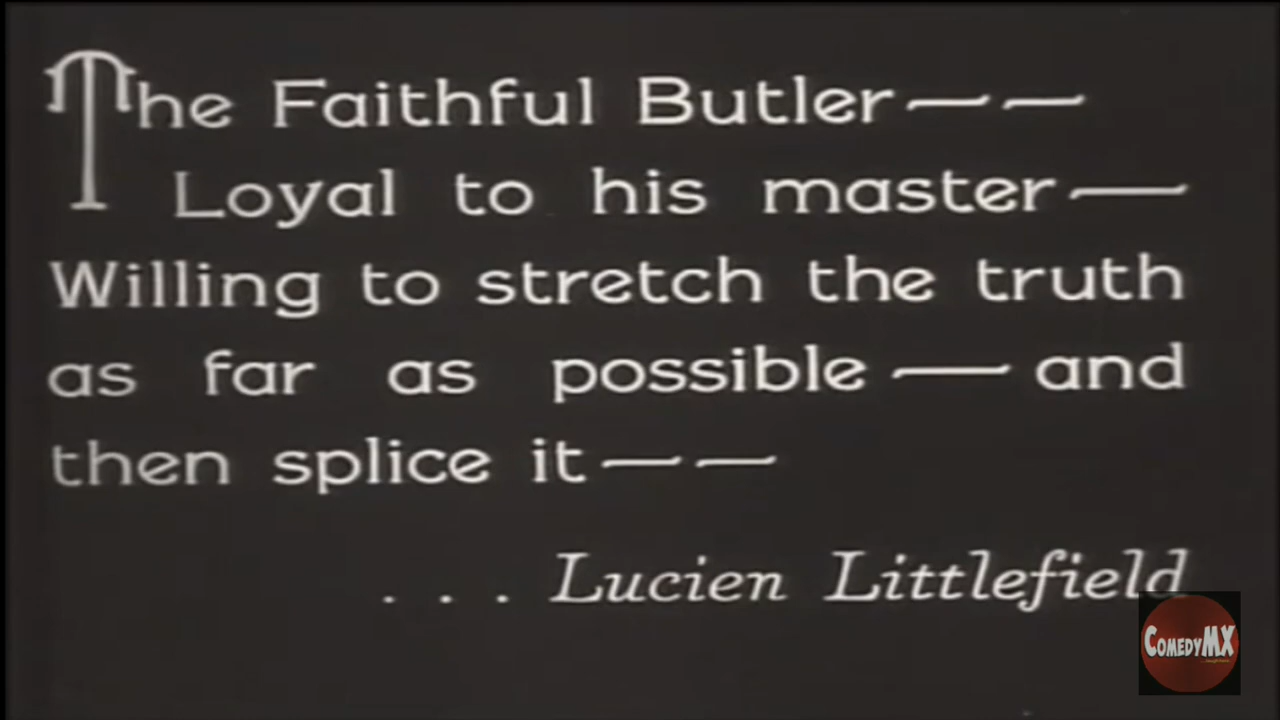 The Faithful Butler — —
Loyal to his master —
Willing to stretch the truth
as far as possible — and
then splice it — —
. . . Lucien Littlefield
COMEDYMX